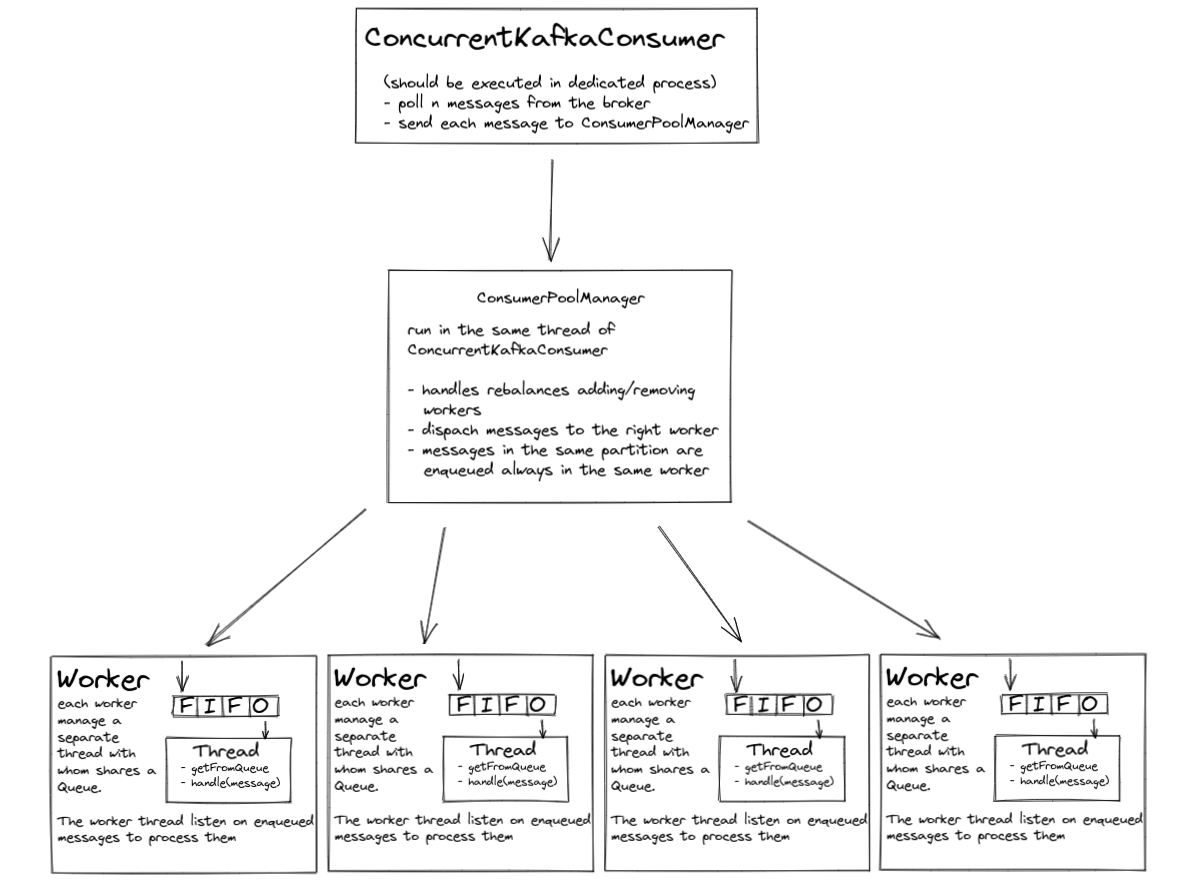 ConcurrentKafkaConsumer
(should be executed in dedicated process)
- poll n messages from the broker
- send each message to ConsumerPoolManager
ConsumerPoolManager
run in the same thread of
ConcurrentKafkaConsumer
- handles rebalances adding/removing
workers
- dispach messages to the right worker
- messages in the same partition are
enqueued always in the same worker
Worker
each worker
manage a
separate
thread with
whom shares a
Queue.
FIFO
Thread
- getFromQueue
- handle(message)
The worker thread listen on enqueued
messages to process them
Worker
each worker
manage a
separate
thread with
whom shares a
Queue.
FIFO
Thread
- getFromQueue
- handle(message)
The worker thread listen on enqueued
messages to process them
Worker
each worker
manage a
separate
thread with
whom shares a
Queue.
FIFO
Thread
- getFromQueue
- handle(message)
The worker thread listen on enqueued
messages to process them
Worker
each worker
manage a
separate
thread with
whom shares a
Queue.
FIFO
Thread
- getFromQueue
- handle(message)
The worker thread listen on enqueued
messages to process them